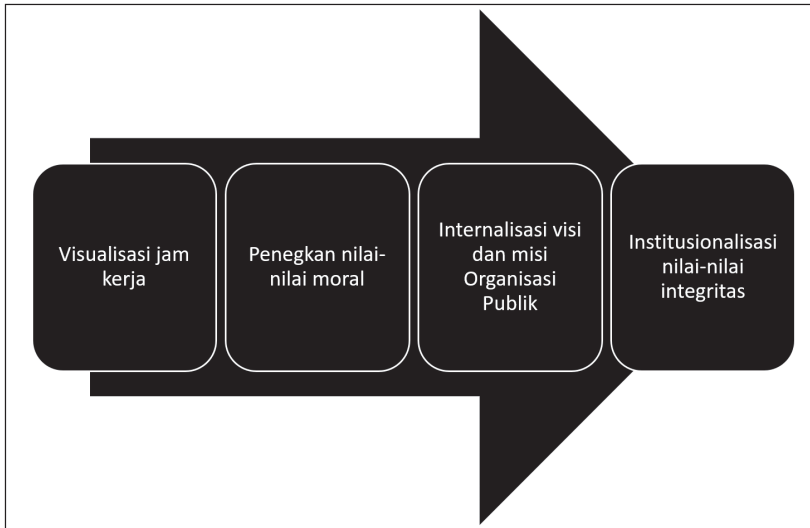 Visualisasi jam
kerja
Penegkan nilai-
nilai moral
Internalisasi visi
dan misi
Organisasi
Publik
Institusionalisasi
nilai-nilai
integritas